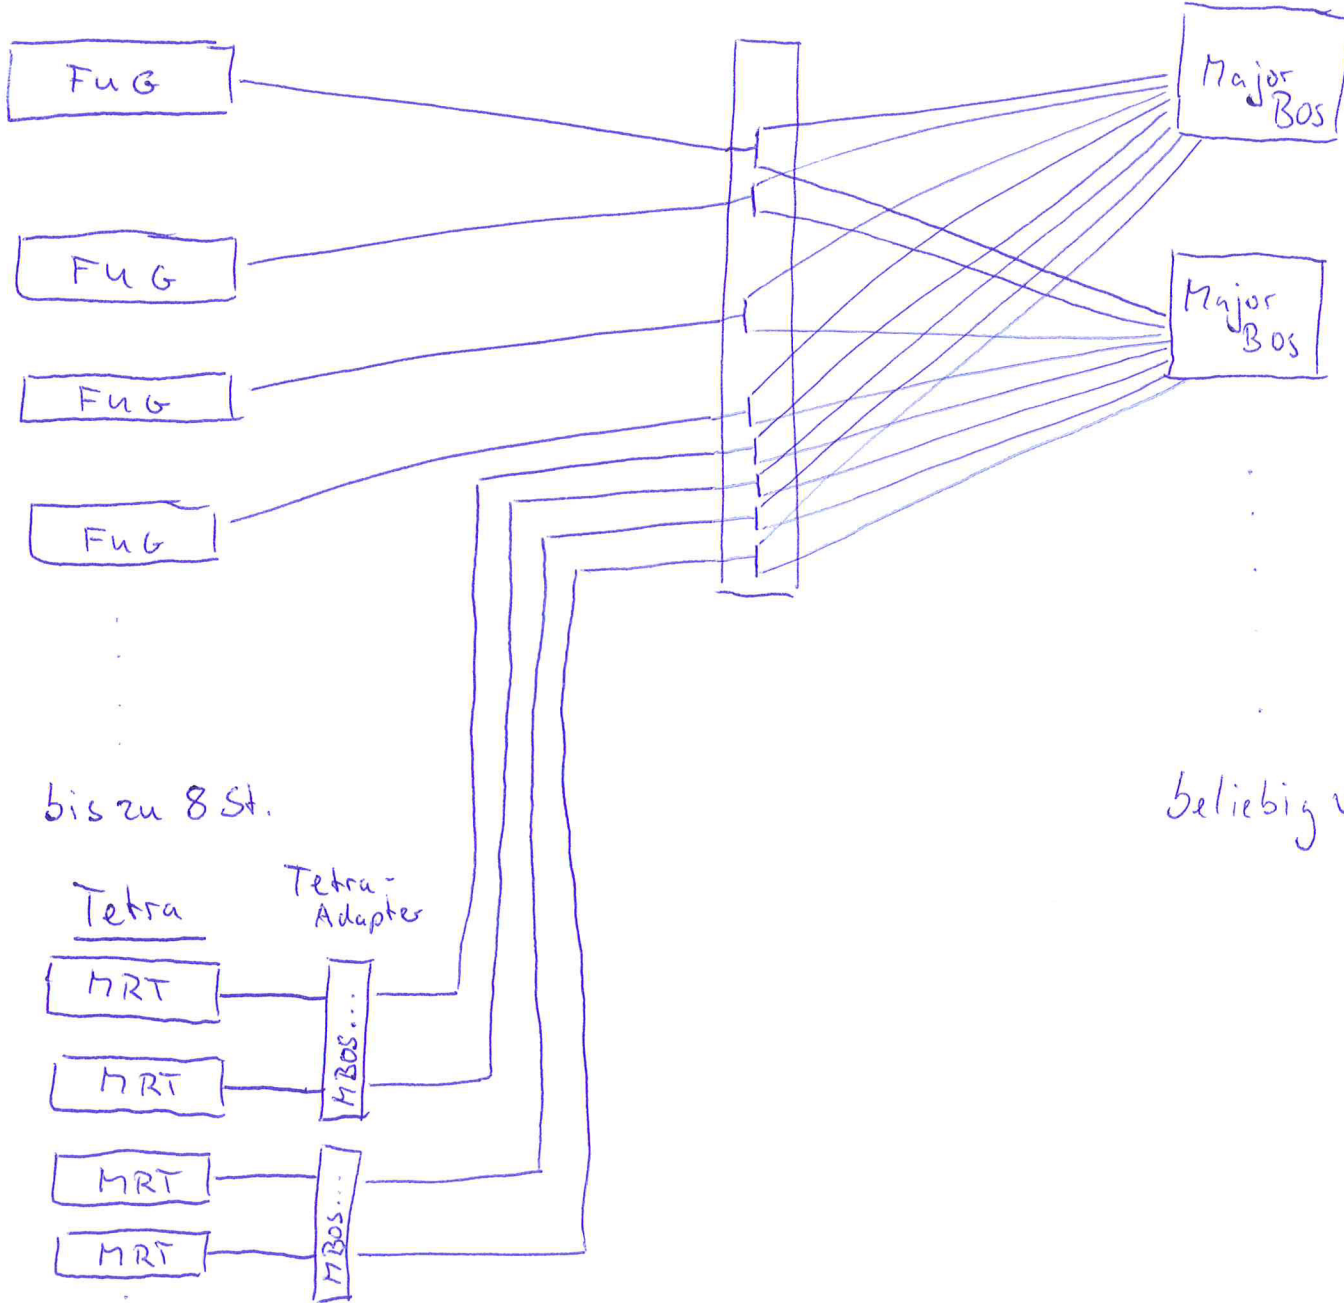 FuG
Major
BOS
FuG
Major
BOS
FuG
FuG
bis zu 8 St.
beliebig
Tetra
Tetra-
Adapter
MRT
MBOS...
MRT
MRT
MBOS...
MRT